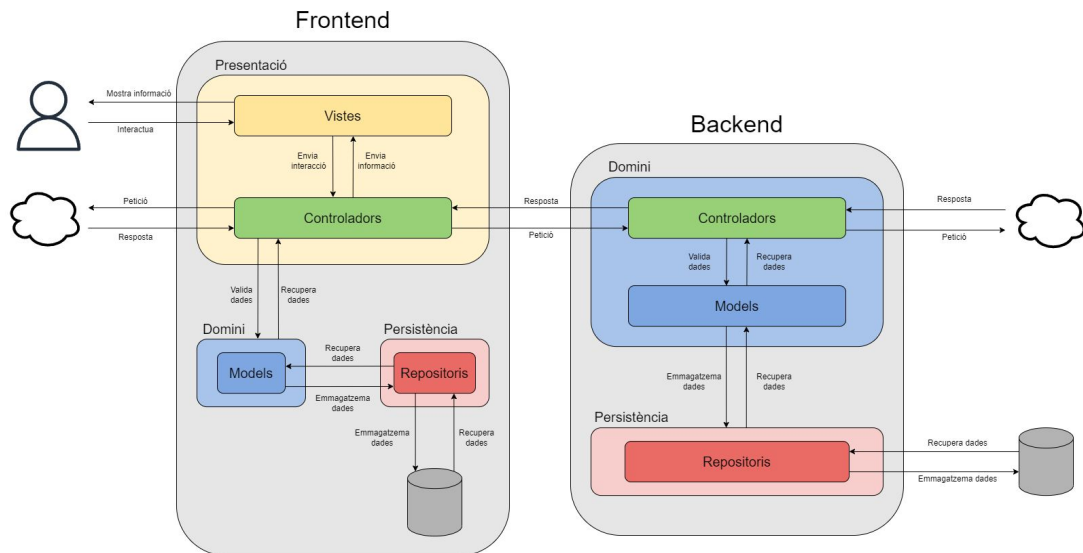 Frontend
Presentació
Mostra informació
Vistes
Interactua
Envia
interacció
Envia
informació
Petició
Controladors
Resposta
Valida
dades
Recupera
dades
Domini
Models
Persistència
Recupera
dades
Repositoris
Emmagatzema
dades
Emmagatzema
dades
Recupera
dades
Resposta
Petició
Backend
Domini
Controladors
Resposta
Petició
Valida
dades
Recupera
dades
Models
Emmagatzema
dades
Recupera
dades
Persistència
Repositoris
Recupera dades
Emmagatzema dades